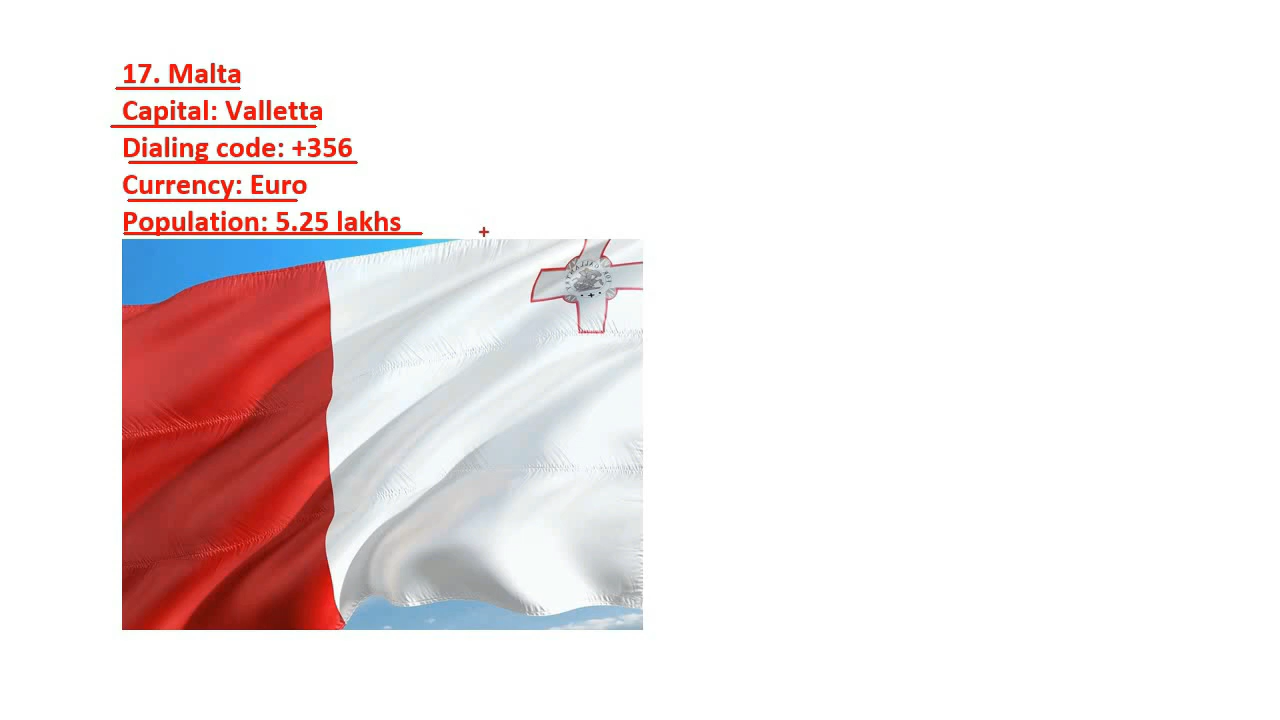 17. Malta
Capital: Valletta
Dialing code: +356
Currency: Euro
Population: 5.25 lakhs